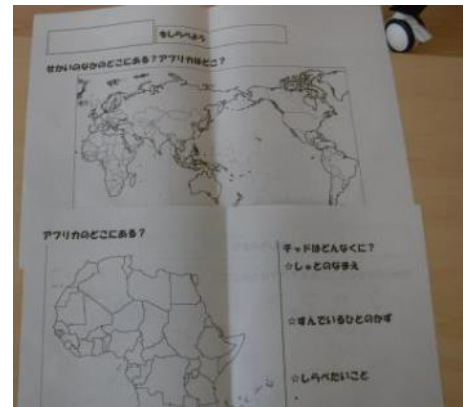 をしらべよう
せかいのなかのどこにある？アフリカはどこ？
アフリカのどこにある？
チャドはどんなくに？
☆しゅとのなまえ
☆すんでいるひとのかず
☆しらべたいこと